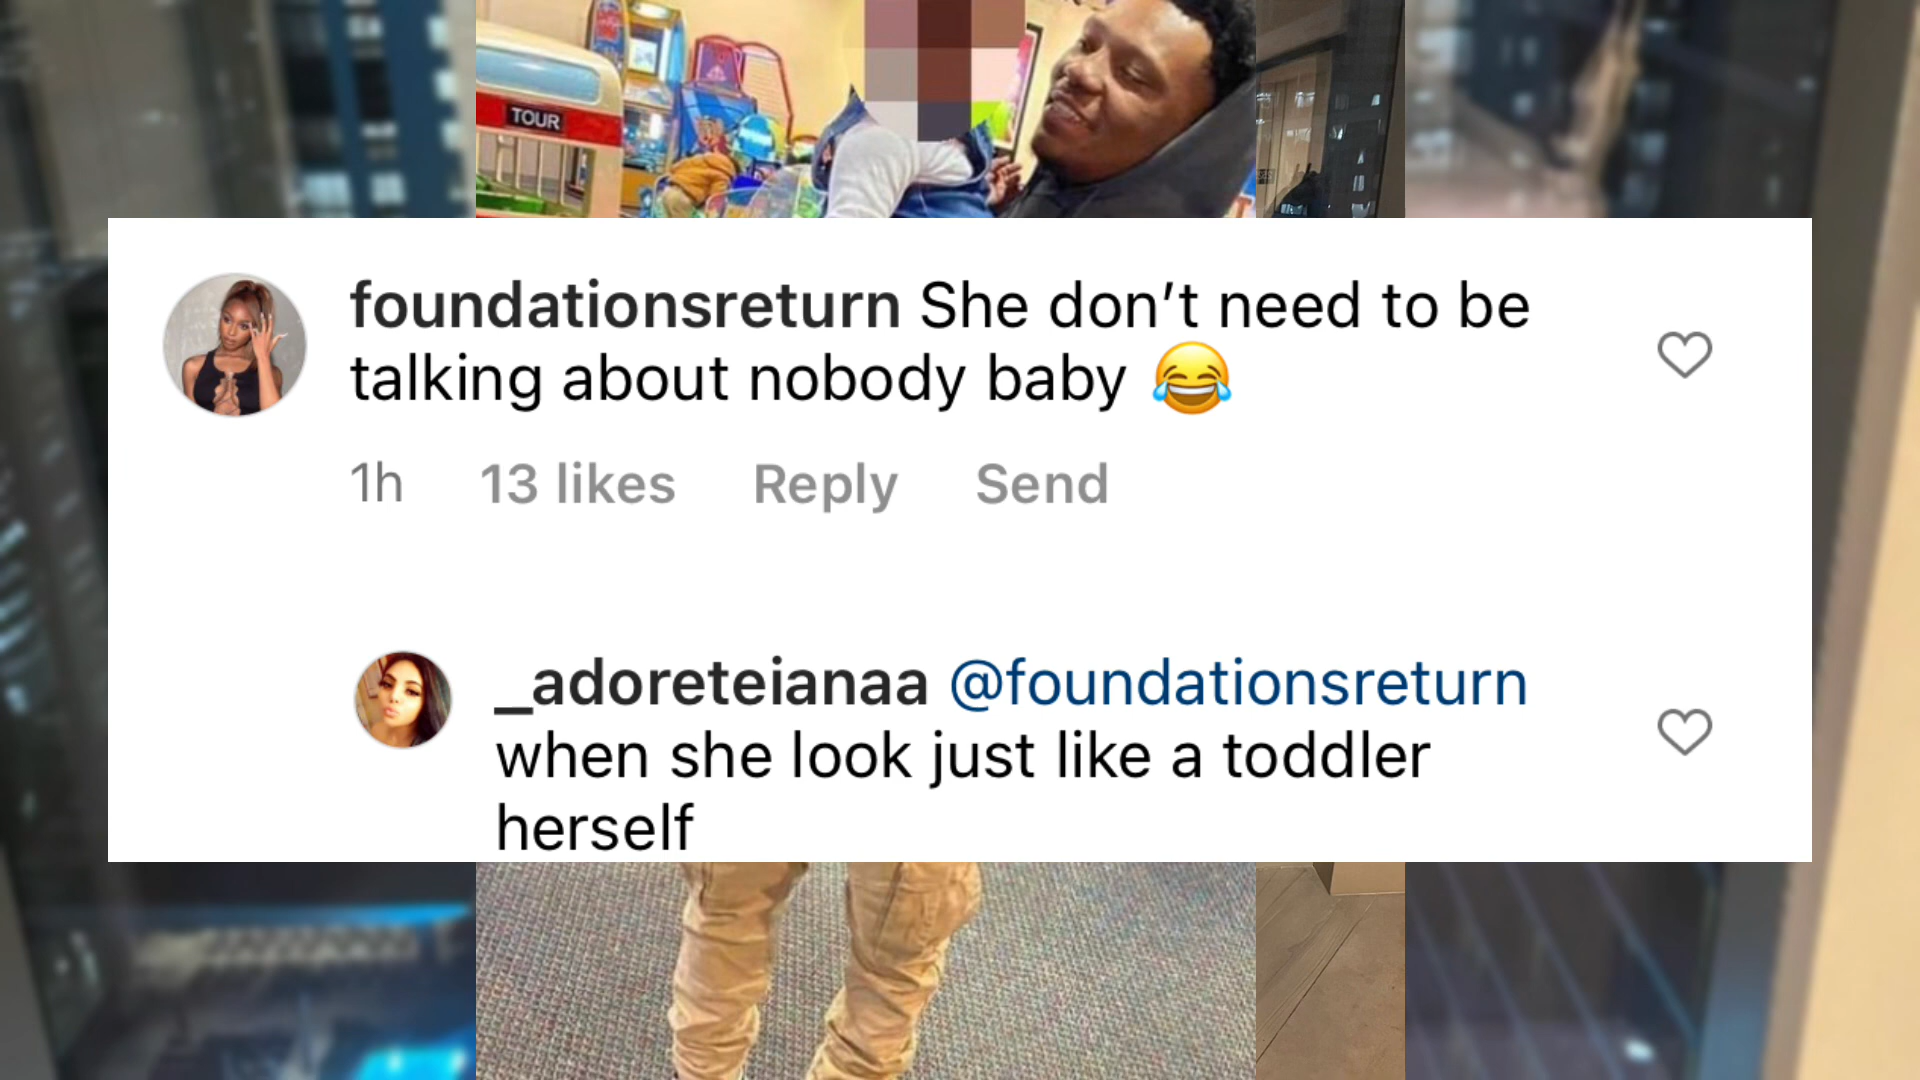 TOUR
foundationsreturn She don’t need to be
talking about nobody baby 😂
1h 13 likes Reply Send
_adoreteianaa @foundationsreturn
when she look just like a toddler
herself